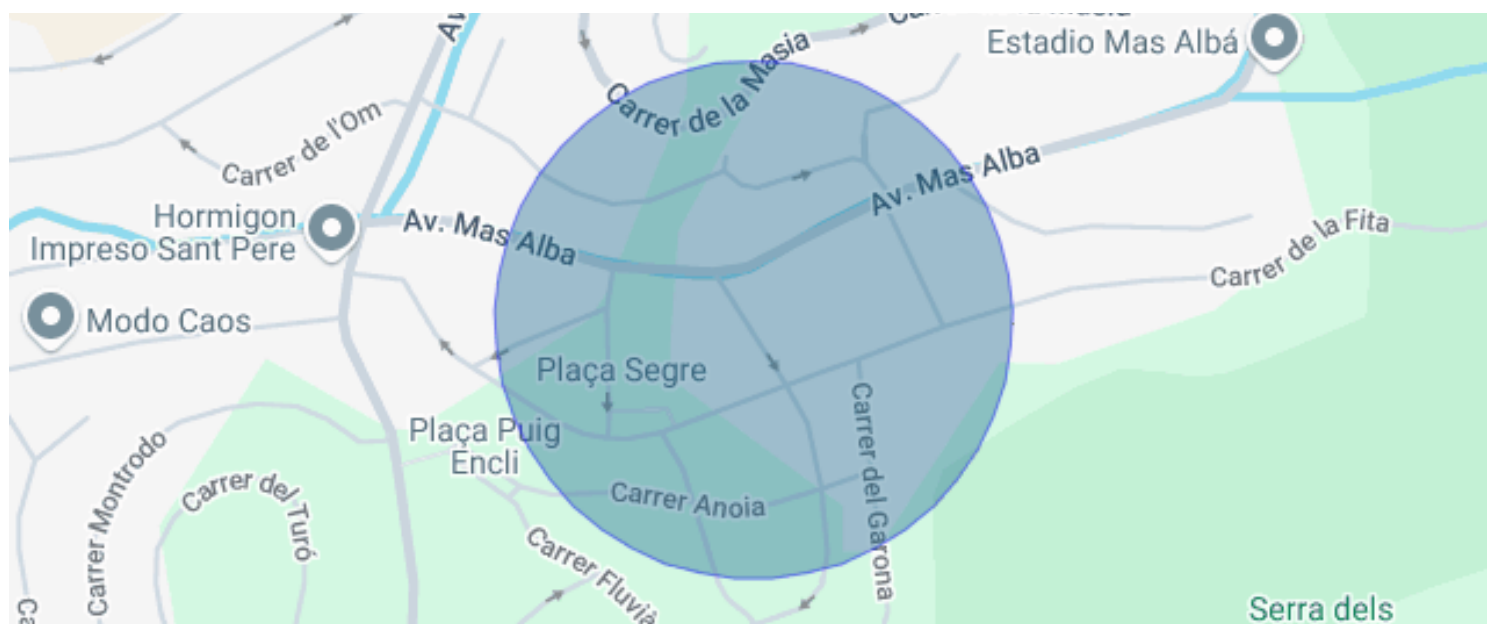 Av
Carrer de la Masia
Estadio Mas Albá
Carrer de l'Om
Av. Mas Alba
Hormigon
Impreso Sant Pere
Av. Mas Alba
Carrer de la Fita
Modo Caos
Plaça Segre
Plaça Puig
Encli
Carrer Montrodo
Carrer del Turó
Carrer Anoia
Carrer del Garona
Carrer Fluvià
Ca
Serra dels